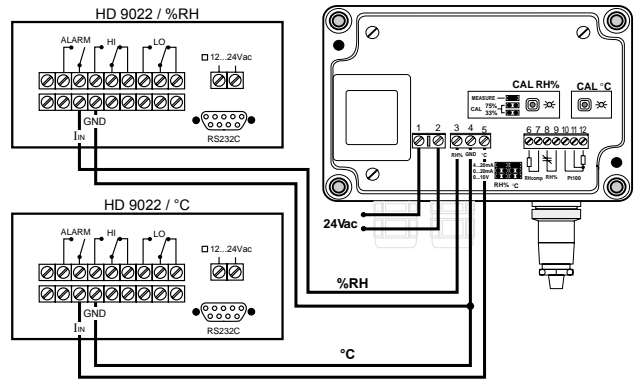 HD 9022 / %RH
ALARM HI LO
12...24Vac
GND
IIN
RS232C
HD 9022 / °C
ALARM HI LO
12...24Vac
GND
IIN
RS232C
CAL RH%
CAL °C
MEASURE
CAL 75%
33%
1 2 3 4 5 6 7 8 9 10 11 12
RH% GND °C
4...20mA
0...20mA
0...10V
RH% °C
RHcomp RH% Pt100
24Vac
%RH
°C